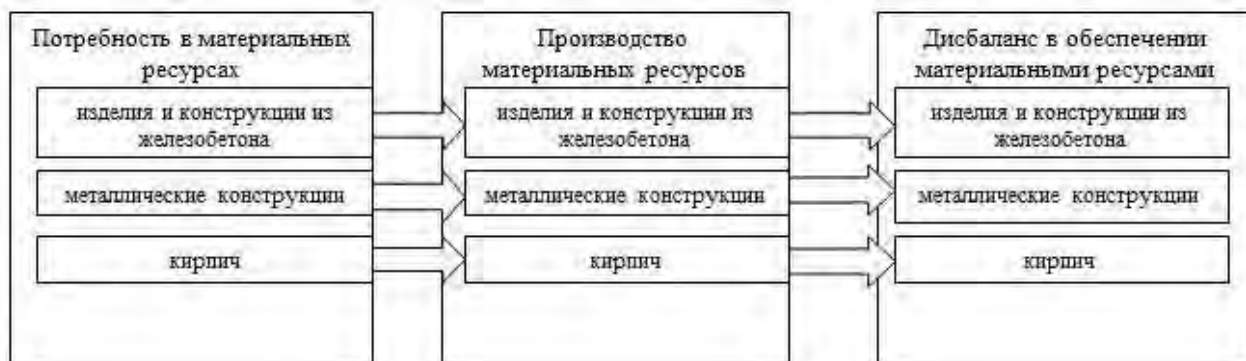 Потребность в материальных
ресурсах
изделия и конструкции из
железобетона
металлические конструкции
кирпич
Производство
материальных ресурсов
изделия и конструкции из
железобетона
металлические конструкции
кирпич
Дисбаланс в обеспечении
материальными ресурсами
изделия и конструкции из
железобетона
металлические конструкции
кирпич